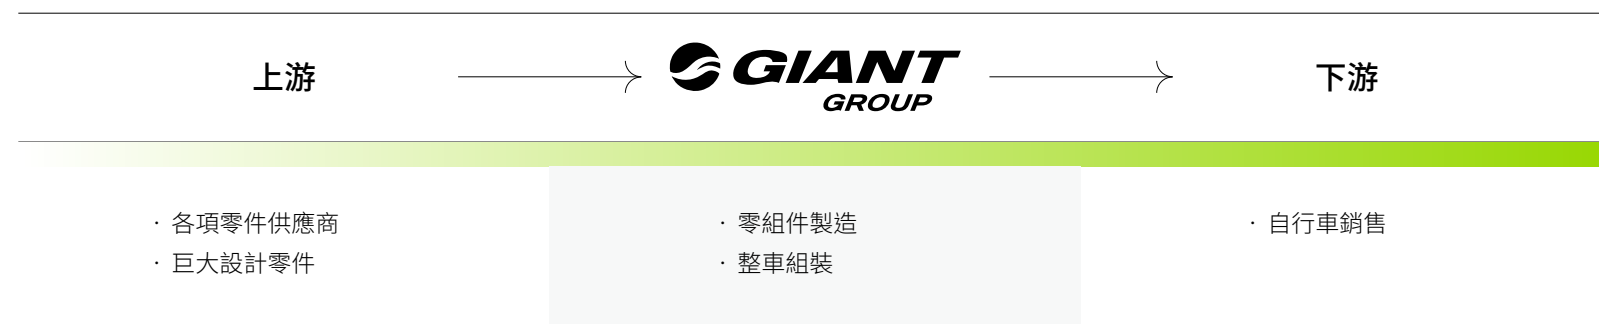 上游
GIANT
GROUP
下游
· 各項零件供應商
· 巨大設計零件
· 零組件製造
· 整車組裝
· 自行車銷售